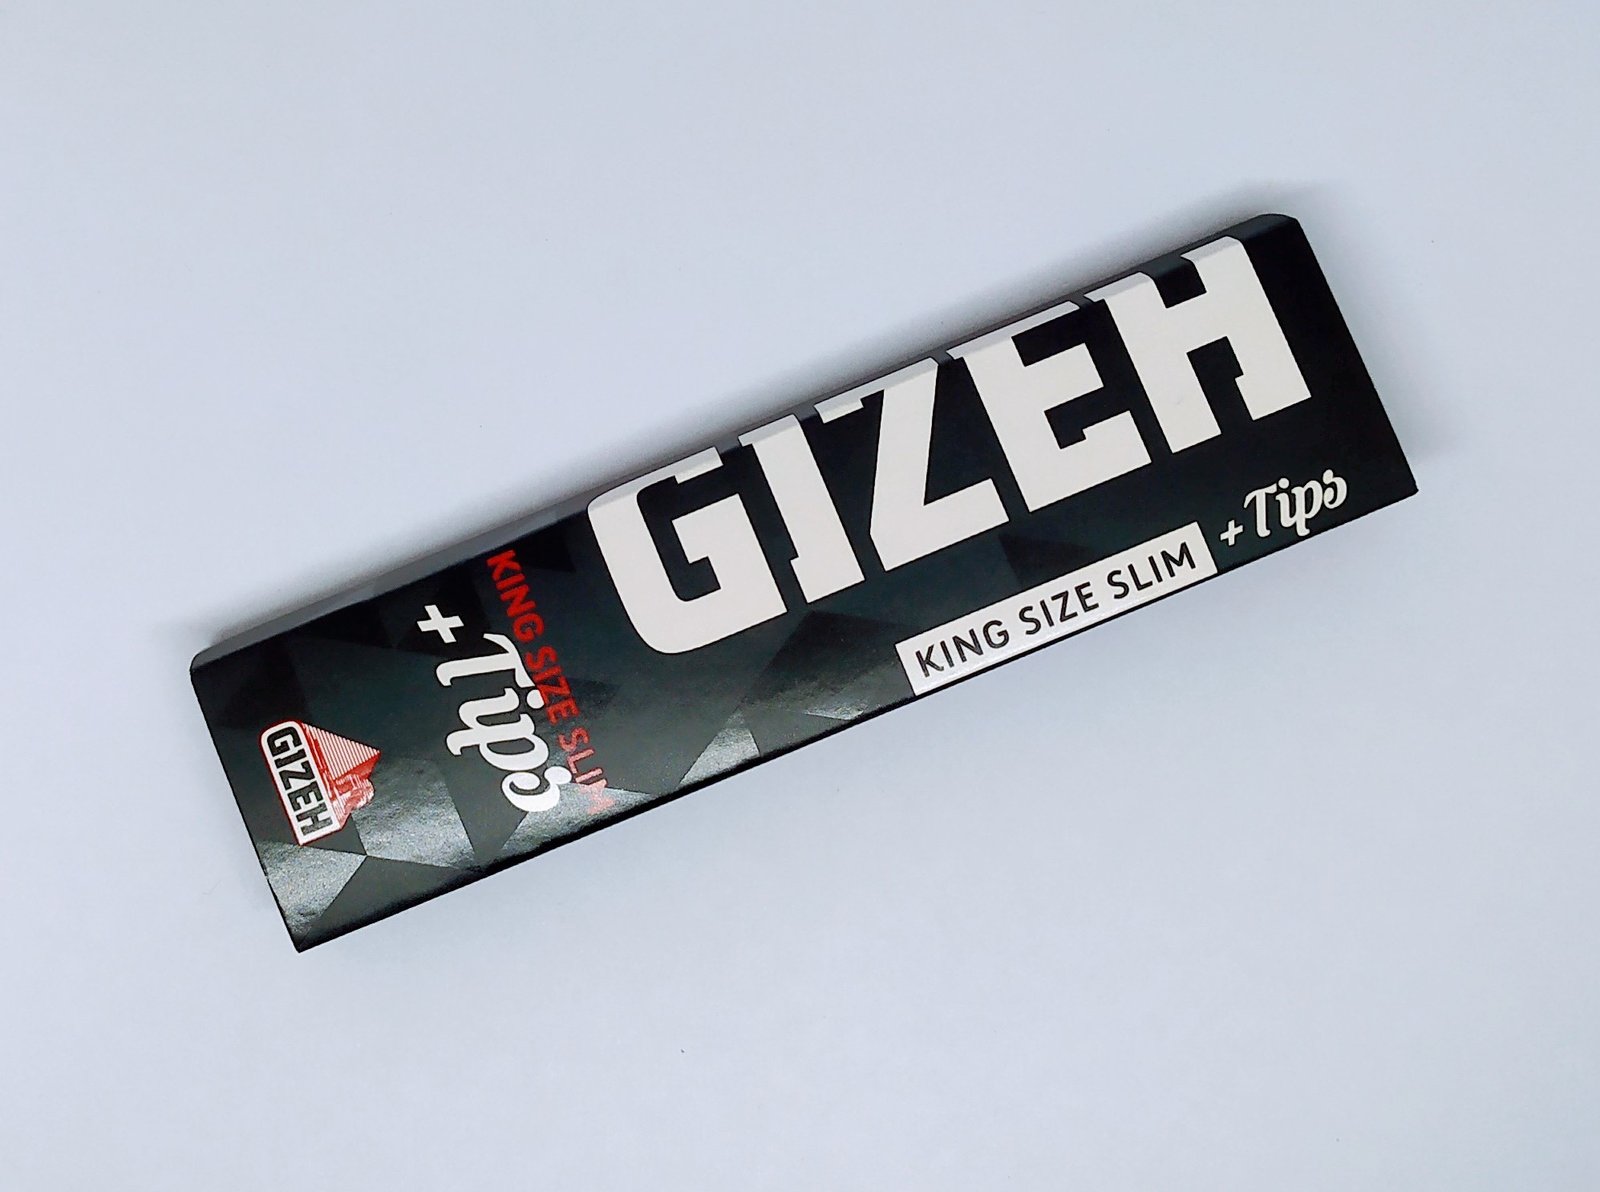 GIZEH
KING SIZE SLIM
+ Tips
KING SIZE SLIM
+ Tips
GIZEH